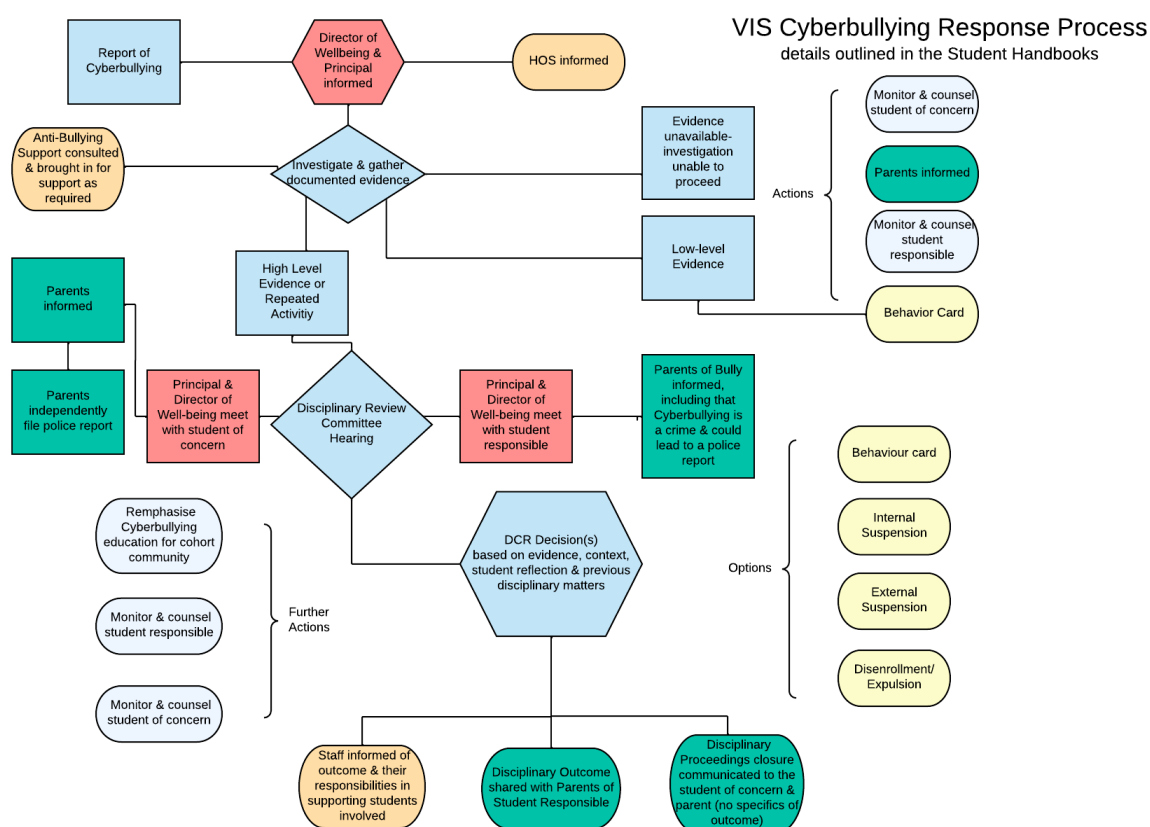 VIS Cyberbullying Response Process
details outlined in the Student Handbooks
Report of
Cyberbullying
Director of
Wellbeing &
Principal
informed
HOS informed
Anti-Bullying
Support consulted
& brought in for
support as
required
Investigate & gather
documented evidence
Evidence
unavailable-
investigation
unable to
proceed
Low-level
Evidence
Actions
Monitor & counsel
student of concern
Parents informed
Monitor & counsel
student
responsible
Behavior Card
High Level
Evidence or
Repeated
Activitiy
Parents
informed
Parents
independently
file police report
Principal &
Director of
Well-being meet
with student of
concern
Disciplinary Review
Committee
Hearing
Principal &
Director of
Well-being meet
with student
responsible
Parents of Bully
informed,
including that
Cyberbullying is
a crime & could
lead to a police
report
Remphasise
Cyberbullying
education for cohort
community
Monitor & counsel
student responsible
Monitor & counsel
student of concern
Further
Actions
DCR Decision(s)
based on evidence, context,
student reflection & previous
disciplinary matters
Options
Behaviour card
Internal
Suspension
External
Suspension
Disenrollment/
Expulsion
Staff informed of
outcome & their
responsibilities in
supporting students
involved
Disciplinary Outcome
shared with Parents of
Student Responsible
Disciplinary
Proceedings closure
communicated to the
student of concern &
parent (no specifics of
outcome)